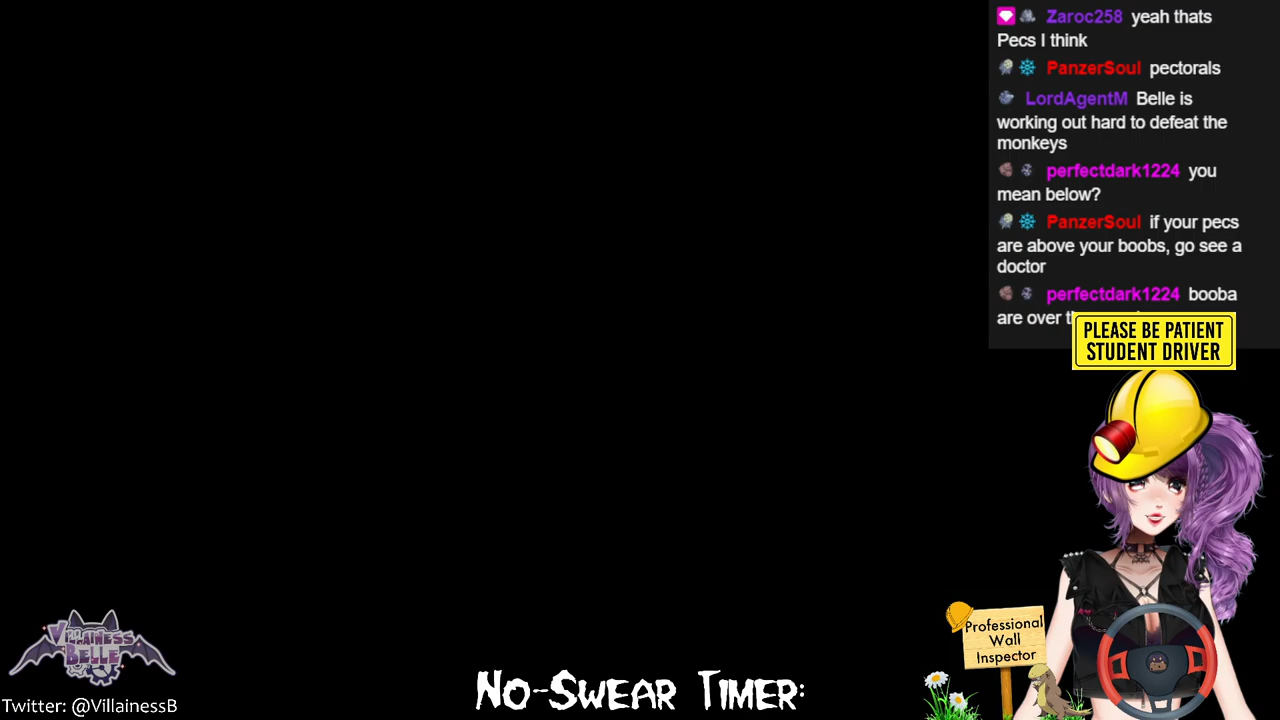 Zaroc258 yeah thats
Pecs I think
PanzerSoul pectorals
LordAgentM Belle is
working out hard to defeat the
monkeys
perfectdark1224 you
mean below?
PanzerSoul if your pecs
are above your boobs, go see a
doctor
perfectdark1224 booba
are over
PLEASE BE PATIENT
STUDENT DRIVER
Professional
Wall
Inspector
VILLAINESS
BELLE
No-Swear Timer:
Twitter: @VillainessB